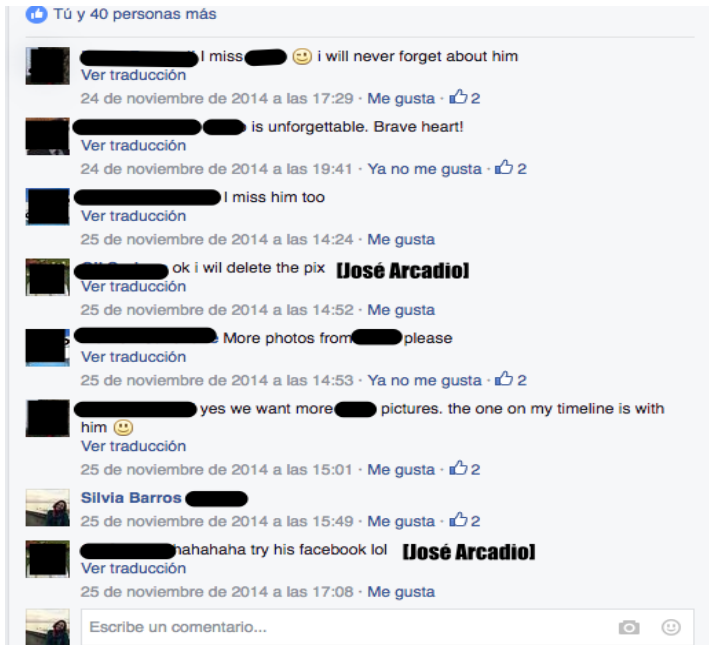 Tú y 40 personas más
I miss i will never forget about him
Ver traducción
24 de noviembre de 2014 a las 17:29 · Me gusta · 2
is unforgettable. Brave heart!
Ver traducción
24 de noviembre de 2014 a las 19:41 · Ya no me gusta · 2
I miss him too
Ver traducción
25 de noviembre de 2014 a las 14:24 · Me gusta
ok i wil delete the pix [José Arcadio]
Ver traducción
25 de noviembre de 2014 a las 14:52 · Me gusta
More photos from please
Ver traducción
25 de noviembre de 2014 a las 14:53 · Ya no me gusta · 2
yes we want more pictures. the one on my timeline is with
him
Ver traducción
25 de noviembre de 2014 a las 15:01 · Me gusta · 2
Silvia Barros
25 de noviembre de 2014 a las 15:49 · Me gusta · 2
hahahaha try his facebook lol [José Arcadio]
Ver traducción
25 de noviembre de 2014 a las 17:08 · Me gusta
Escribe un comentario...